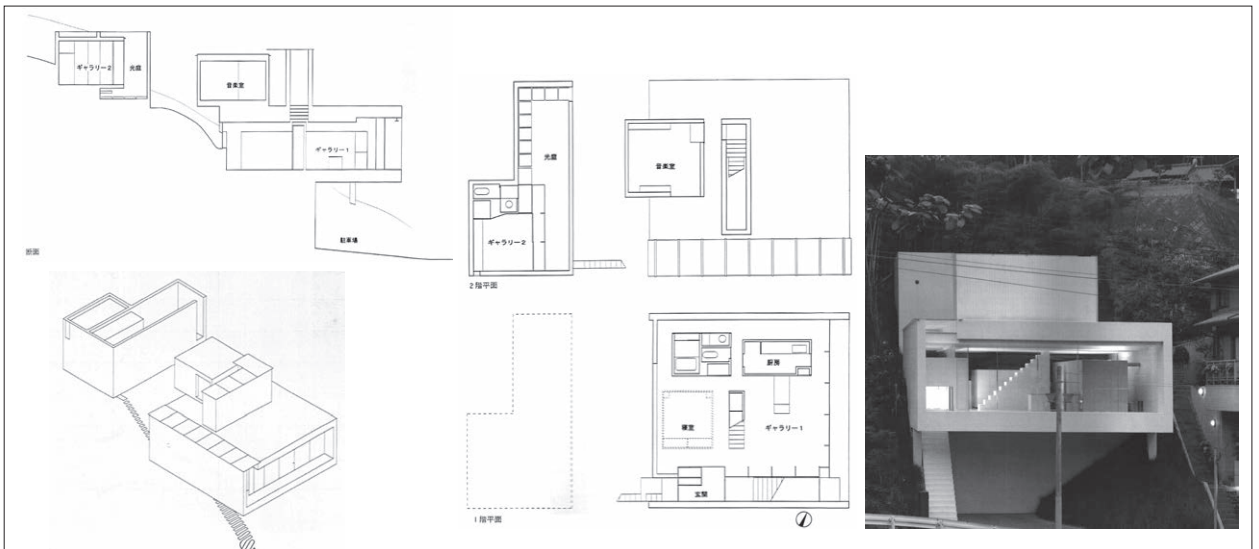 ギャラリー2
光庭
音楽室
ギャラリー1
駐車場
断面
光庭
音楽室
ギャラリー2
2階平面
厨房
寝室
ギャラリー1
玄関
1階平面